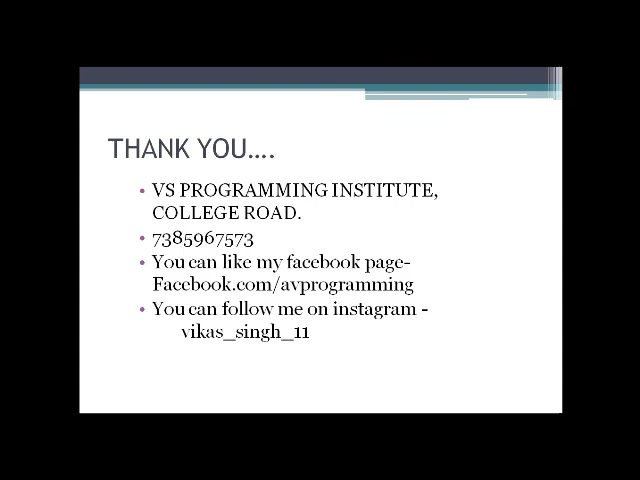 THANK YOU....
• VS PROGRAMMING INSTITUTE,
COLLEGE ROAD.
• 7385967573
• You can like my facebook page-
Facebook.com/avprogramming
• You can follow me on instagram -
vikas_singh_11